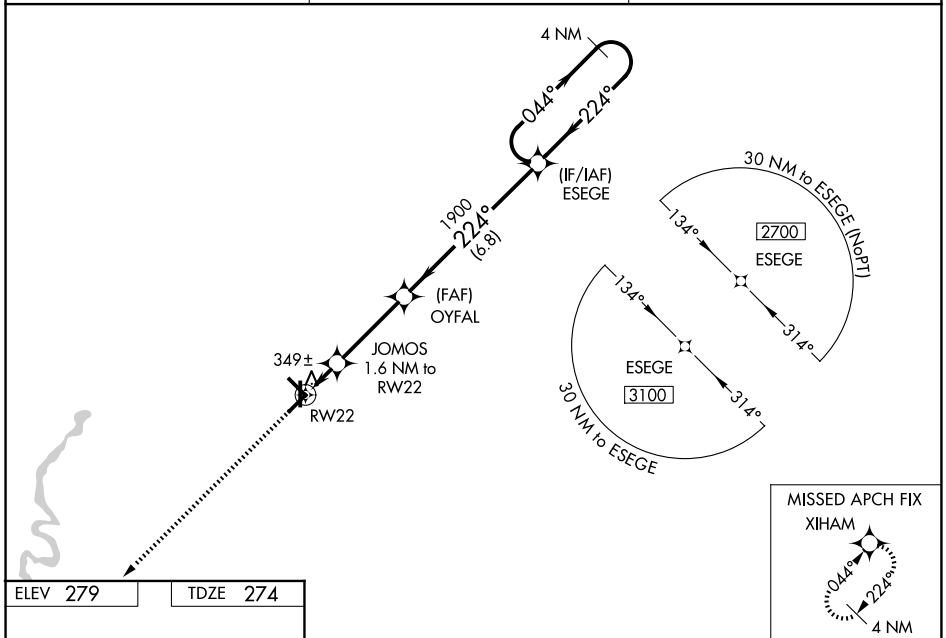 4 NM
044°
224°
(IF/IAF)
ESEGE
1900
224°
(6.8)
(FAF)
OYFAL
JOMOS
1.6 NM to
RW22
349±
RW22
30 NM to ESEGE (NoPT)
134°
2700
ESEGE
314°
134°
ESEGE
3100
314°
30 NM to ESEGE
MISSED APCH FIX
XIHAM
044°
224°
4 NM
ELEV 279
TDZE 274